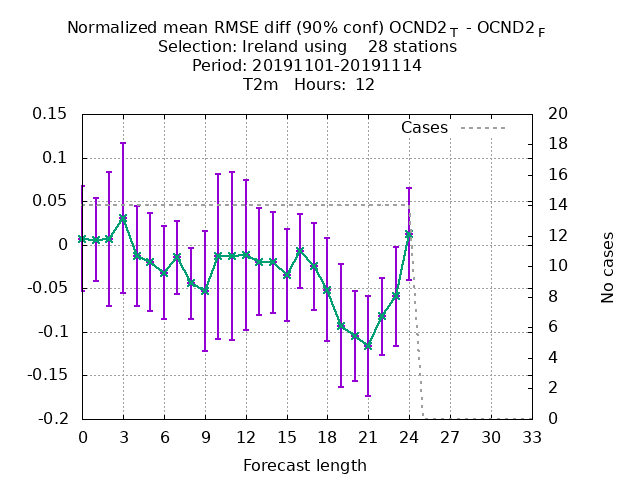 Normalized mean RMSE diff (90% conf) OCND2 T - OCND2 F
Selection: Ireland using 28 stations
Period: 20191101-20191114
T2m Hours: 12
Cases
0.15
0.1
0.05
0
-0.05
-0.1
-0.15
-0.2
20
18
16
14
12
10
8
6
4
2
0
No cases
0 3 6 9 12 15 18 21 24 27 30 33
Forecast length